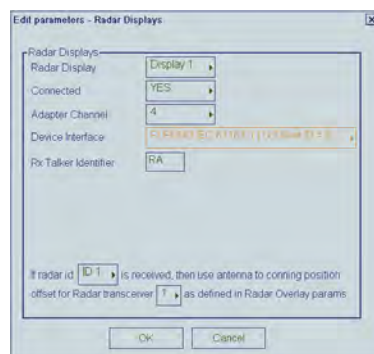 Edit parameters - Radar Displays
Radar Displays
Radar Display Display 1
Connected YES
Adapter Channel 4
Device Interface
Rx Talker Identifier RA
If radar id ID 1 is received, then use antenna to conning position
offset for Radar transceiver 1 as defined in Radar Overlay params
OK Cancel